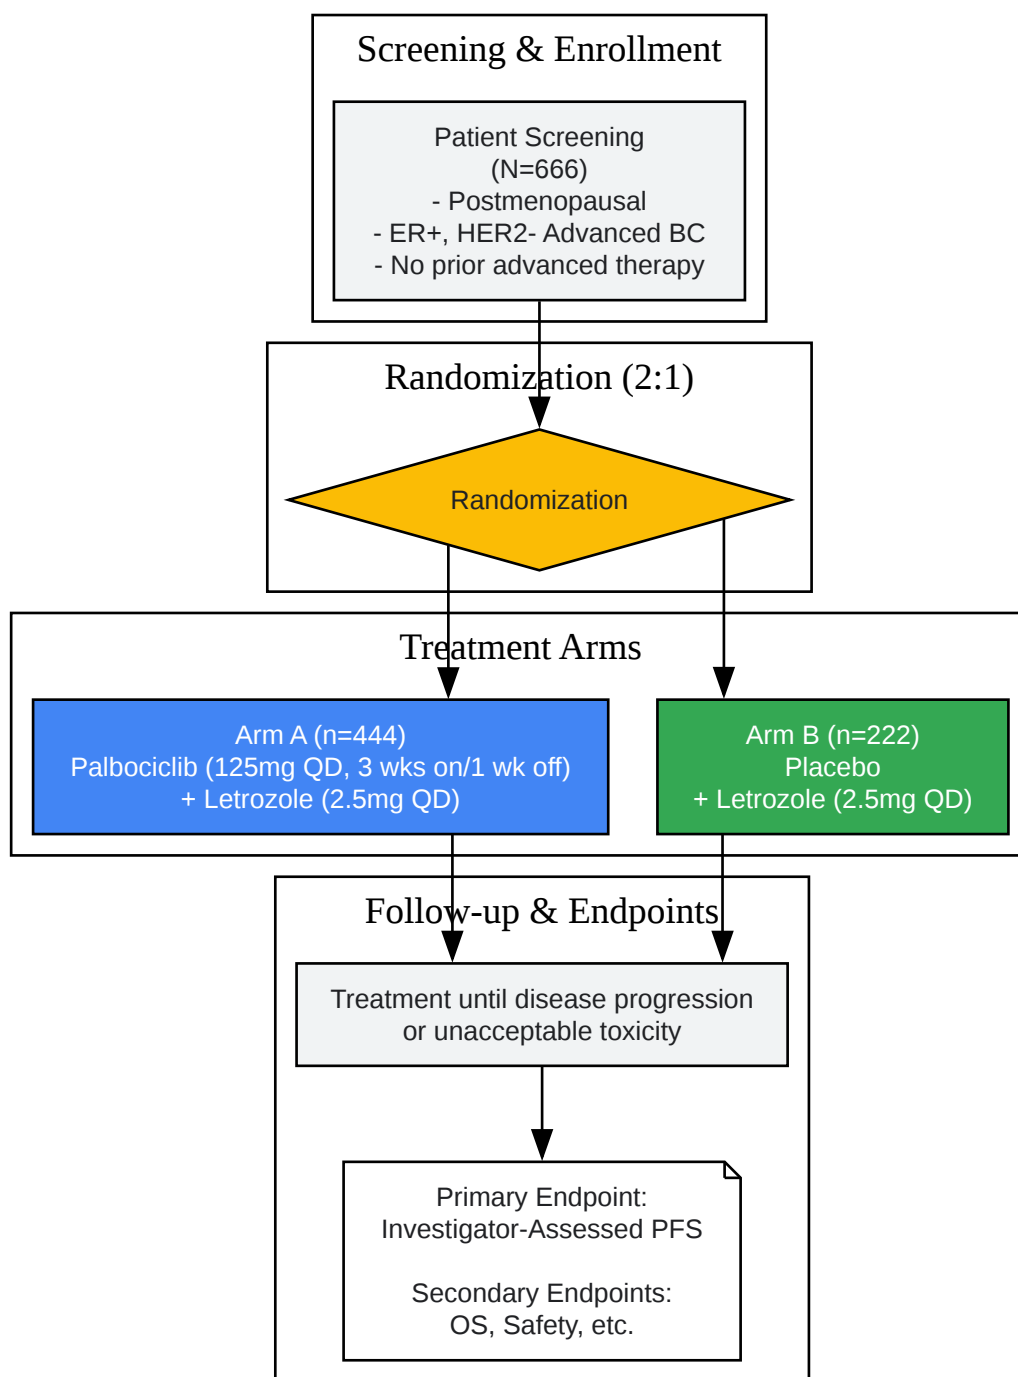 Screening & Enrollment
Patient Screening
(N=666)
- Postmenopausal
- ER+, HER2- Advanced BC
- No prior advanced therapy
Randomization (2:1)
Randomization
Treatment Arms
Arm A (n=444)
Palbociclib (125mg QD, 3 wks on/1 wk off)
+ Letrozole (2.5mg QD)
Arm B (n=222)
Placebo
+ Letrozole (2.5mg QD)
Follow-up & Endpoints
Treatment until disease progression
or unacceptable toxicity
Primary Endpoint:
Investigator-Assessed PFS
Secondary Endpoints:
OS, Safety, etc.